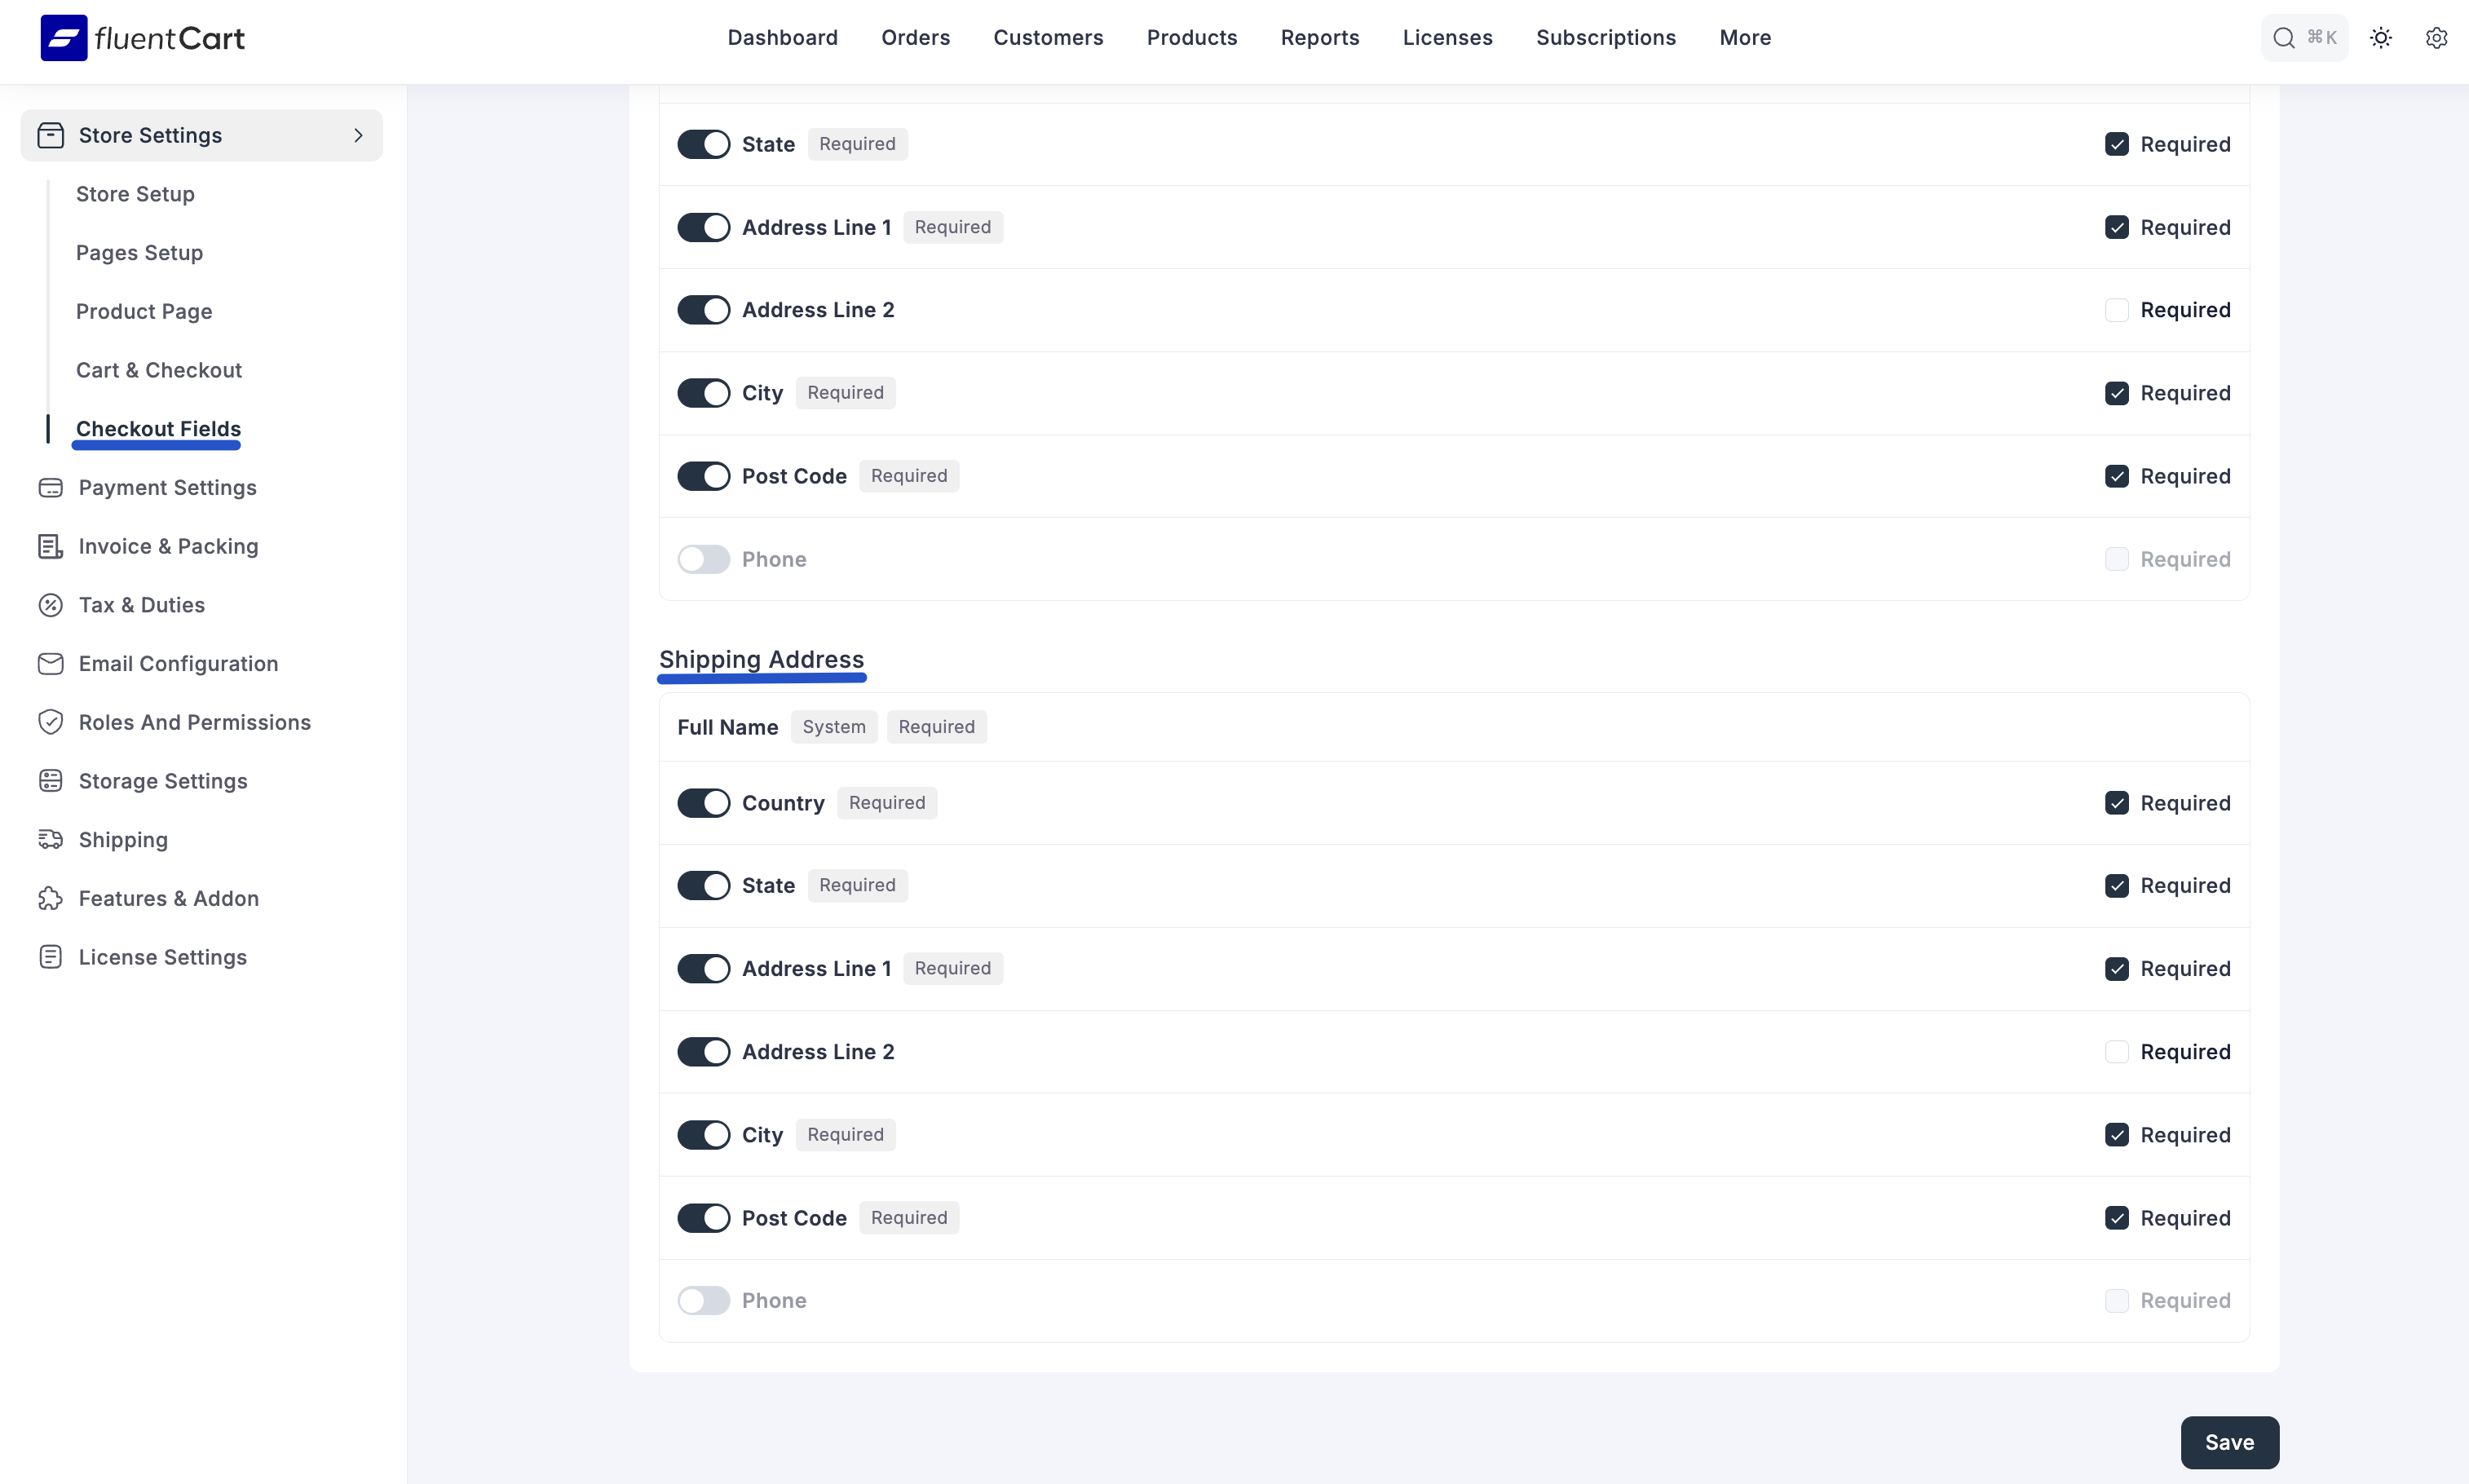 fluentCart
Dashboard Orders Customers Products Reports Licenses Subscriptions More
⌘K
Store Settings
Store Setup
Pages Setup
Product Page
Cart & Checkout
Checkout Fields
Payment Settings
Invoice & Packing
Tax & Duties
Email Configuration
Roles And Permissions
Storage Settings
Shipping
Features & Addon
License Settings
State Required Required
Address Line 1 Required Required
Address Line 2 Required
City Required Required
Post Code Required Required
Phone Required
Shipping Address
Full Name System Required
Country Required Required
State Required Required
Address Line 1 Required Required
Address Line 2 Required
City Required Required
Post Code Required Required
Phone Required
Save